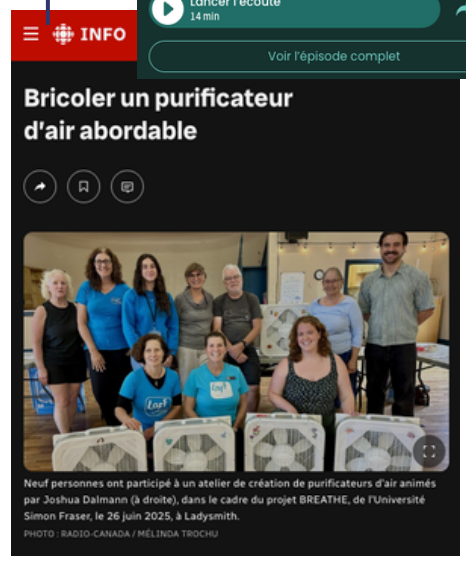 Lancer l'écoute
14 min
Voir l'épisode complet
INFO
Bricoler un purificateur
d'air abordable
Neuf personnes ont participé à un atelier de création de purificateurs d'air animés
par Joshua Dalmann (à droite), dans le cadre du projet BREATHE, de l'Université
Simon Fraser, le 26 juin 2025, à Ladysmith.
PHOTO : RADIO-CANADA / MÉLINDA TROCHU